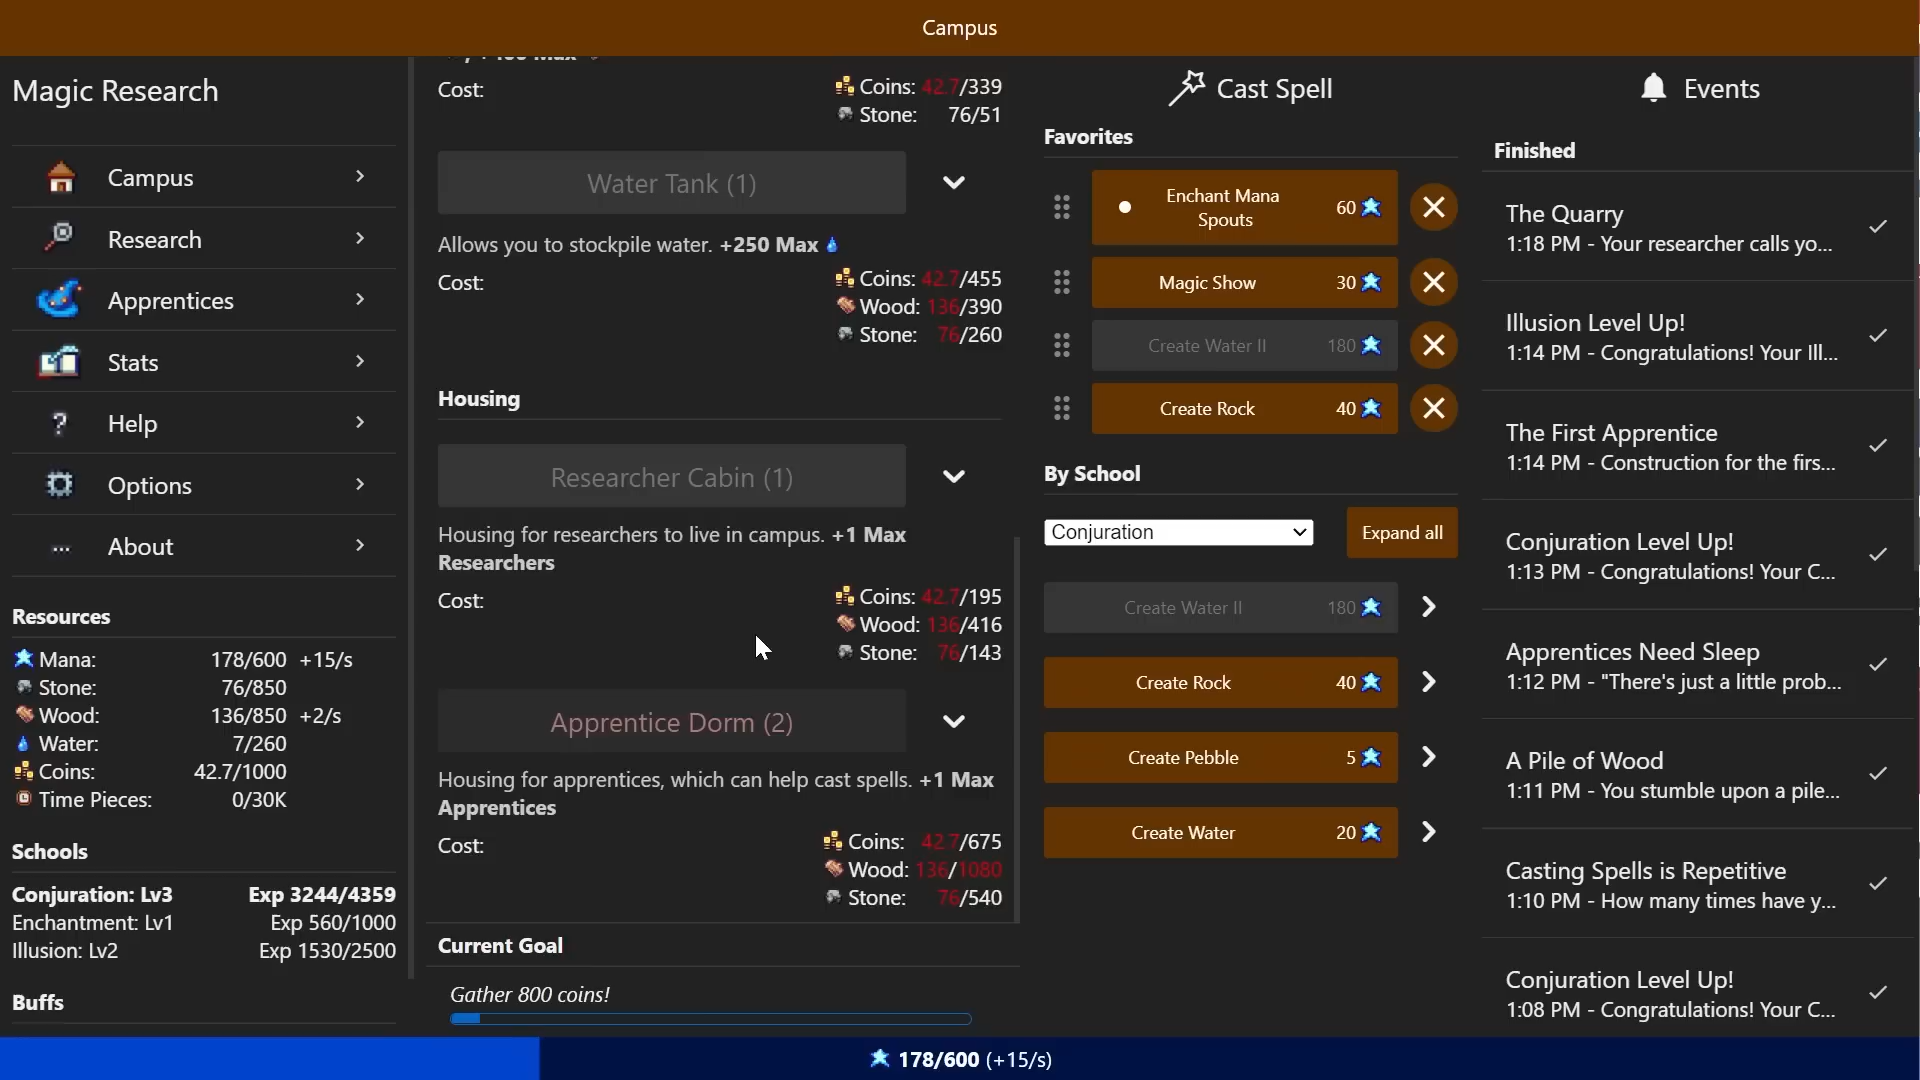 Campus
Magic Research
Campus
Research
Apprentices
Stats
Help
Options
About
Resources
Mana: 178/600 +15/s
Stone: 76/850
Wood: 136/850 +2/s
Water: 7/260
Coins: 42.7/1000
Time Pieces: 0/30K
Schools
Conjuration: Lv3 Exp 3244/4359
Enchantment: Lv1 Exp 560/1000
Illusion: Lv2 Exp 1530/2500
Buffs
Cost: Coins: 42.7/339
Stone: 76/51
Water Tank (1)
Allows you to stockpile water. +250 Max
Cost: Coins: 42.7/455
Wood: 136/390
Stone: 76/260
Housing
Researcher Cabin (1)
Housing for researchers to live in campus. +1 Max
Researchers
Cost: Coins: 42.7/195
Wood: 136/416
Stone: 76/143
Apprentice Dorm (2)
Housing for apprentices, which can help cast spells. +1 Max
Apprentices
Cost: Coins: 42.7/675
Wood: 136/1080
Stone: 76/540
Current Goal
Gather 800 coins!
Cast Spell
Favorites
Enchant Mana
Spouts 60
Magic Show 30
Create Water II 180
Create Rock 40
By School
Conjuration
Expand all
Create Water II 180
Create Rock 40
Create Pebble 5
Create Water 20
Events
Finished
The Quarry
1:18 PM - Your researcher calls yo...
Illusion Level Up!
1:14 PM - Congratulations! Your Ill...
The First Apprentice
1:14 PM - Construction for the firs...
Conjuration Level Up!
1:13 PM - Congratulations! Your C...
Apprentices Need Sleep
1:12 PM - "There's just a little prob...
A Pile of Wood
1:11 PM - You stumble upon a pile...
Casting Spells is Repetitive
1:10 PM - How many times have y...
Conjuration Level Up!
1:08 PM - Congratulations! Your C...
178/600 (+15/s)